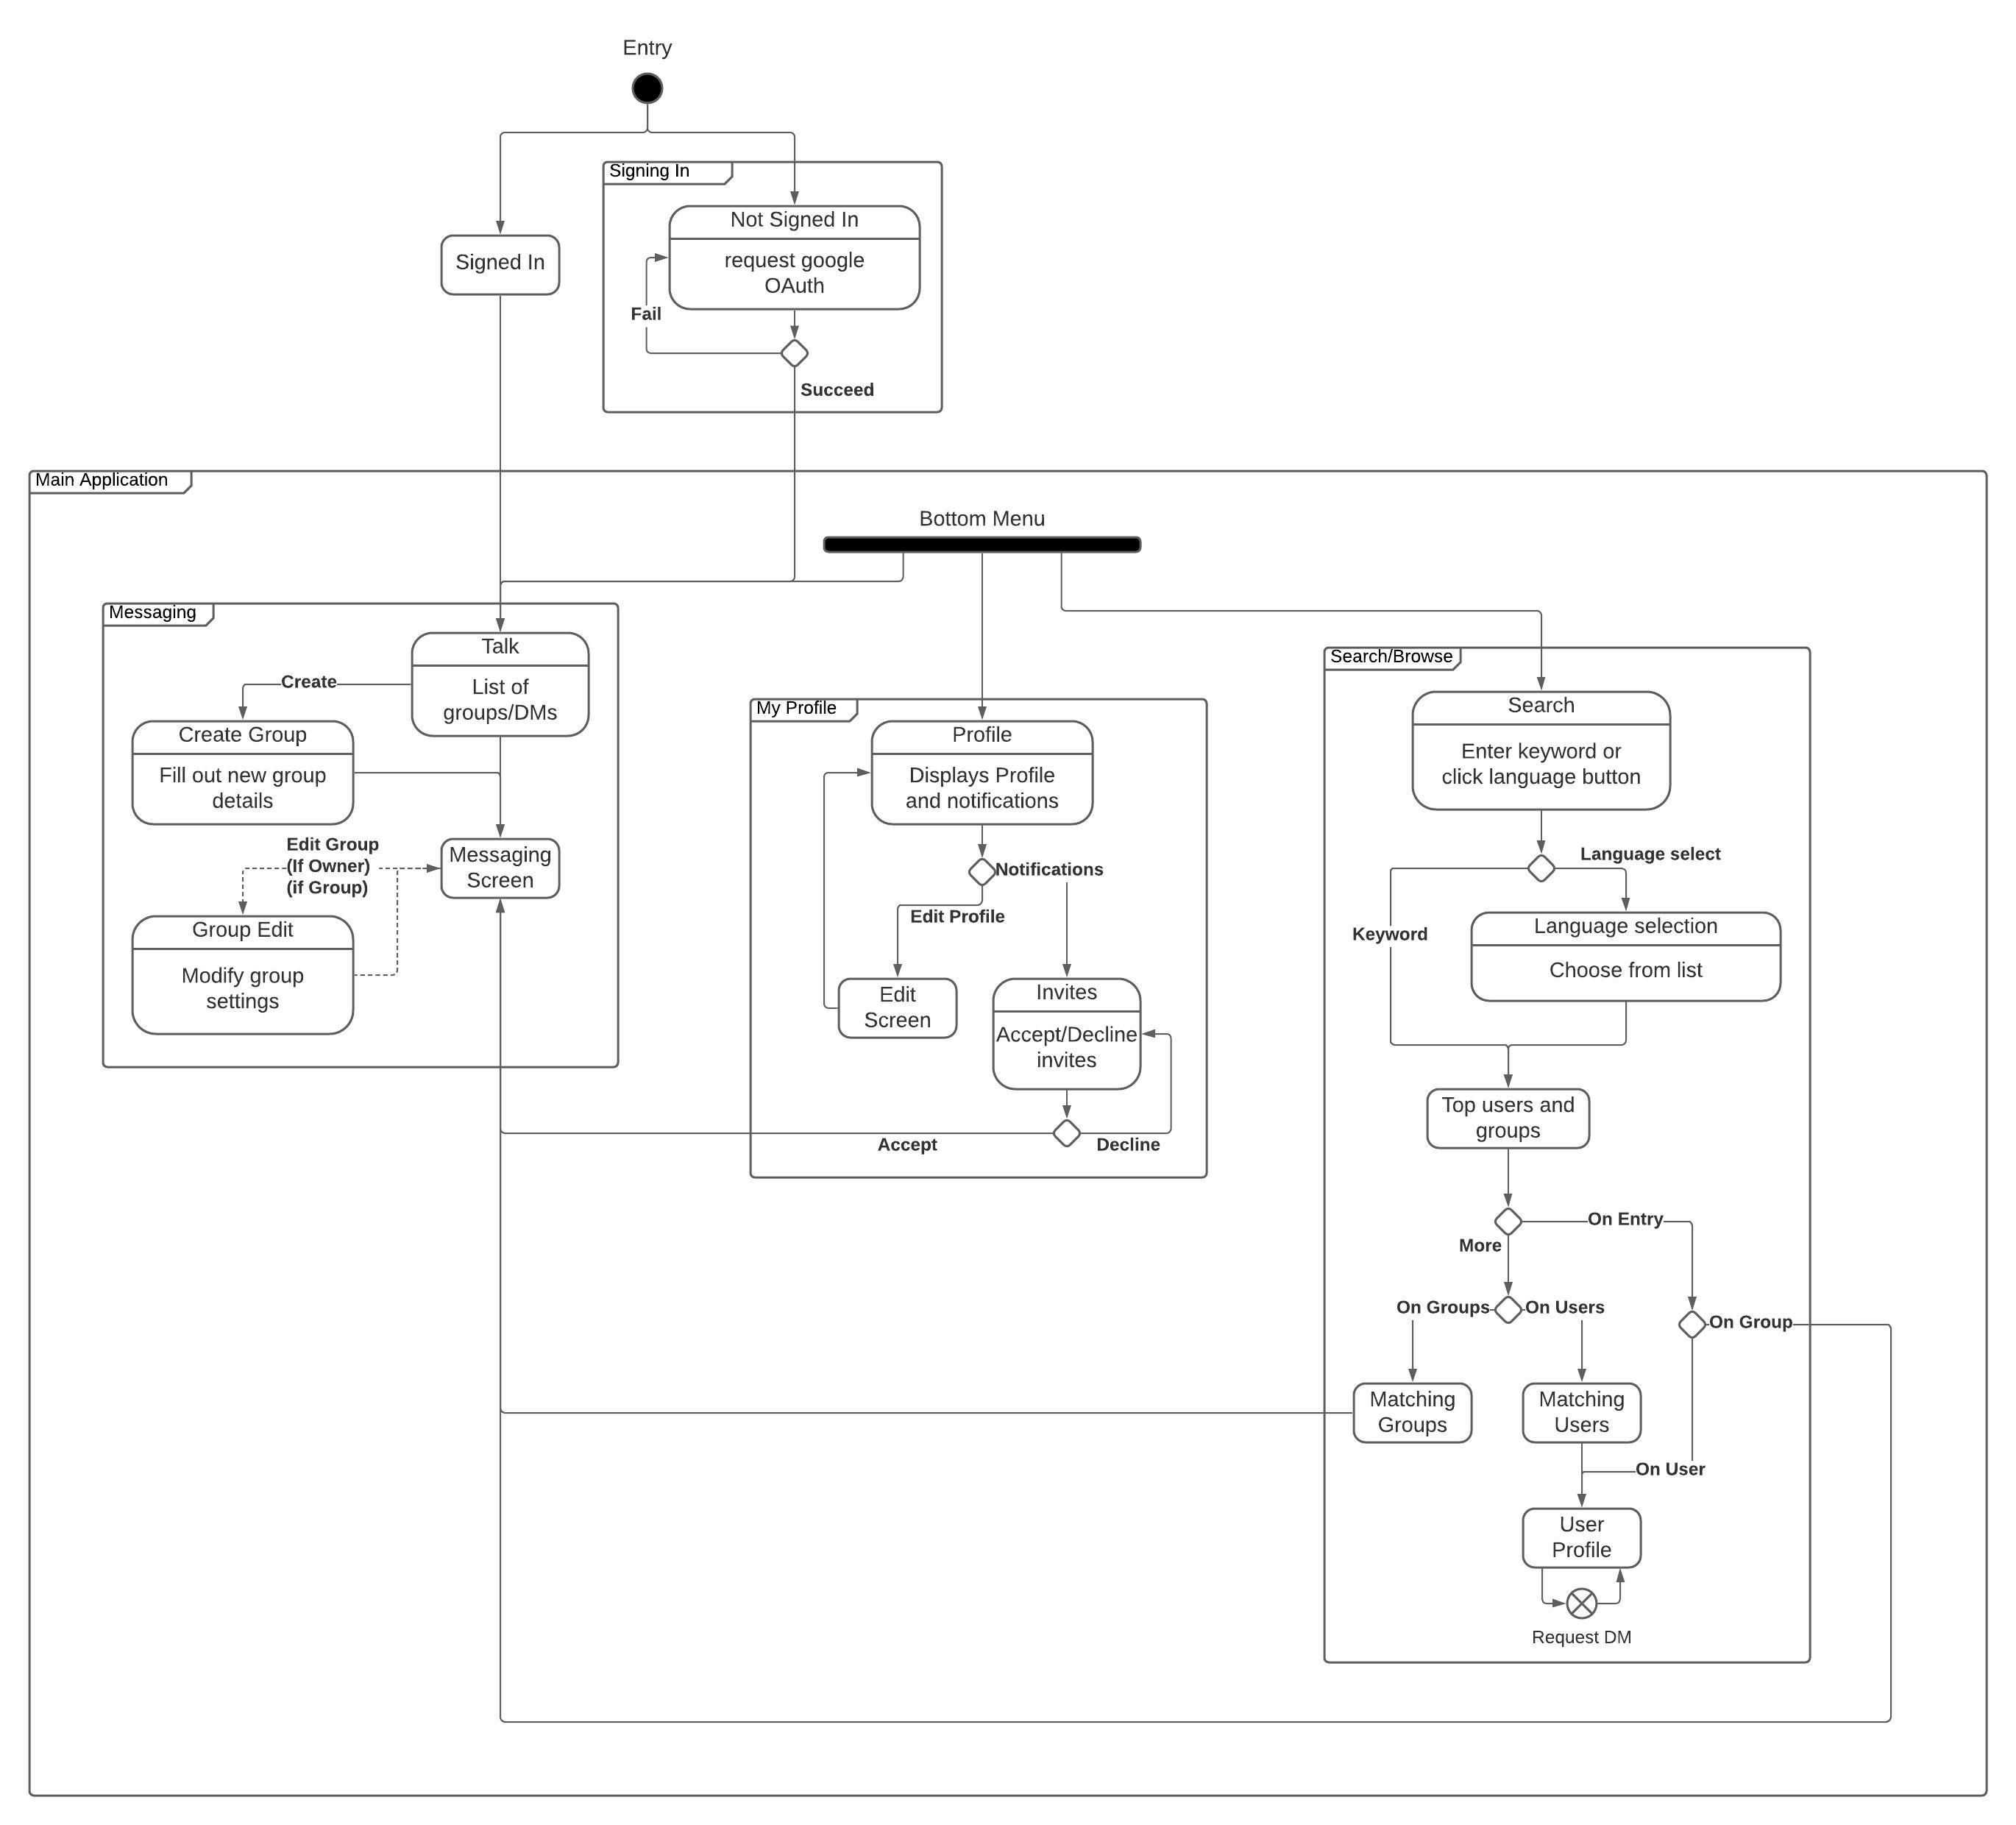 Entry
Signing In
Not Signed In
request google
OAuth
Signed In
Fail
Succeed
Main Application
Bottom Menu
Messaging
Talk
List of
groups/DMs
Create
Create Group
Fill out new group
details
Edit Group
(If Owner)
(if Group)
Messaging
Screen
Group Edit
Modify group
settings
My Profile
Profile
Displays Profile
and notifications
Notifications
Edit Profile
Edit
Screen
Invites
Accept/Decline
invites
Accept
Decline
Search/Browse
Search
Enter keyword or
click language button
Language select
Keyword
Language selection
Choose from list
Top users and
groups
On Entry
More
On Groups
On Users
On Group
Matching
Groups
Matching
Users
On User
User
Profile
Request DM